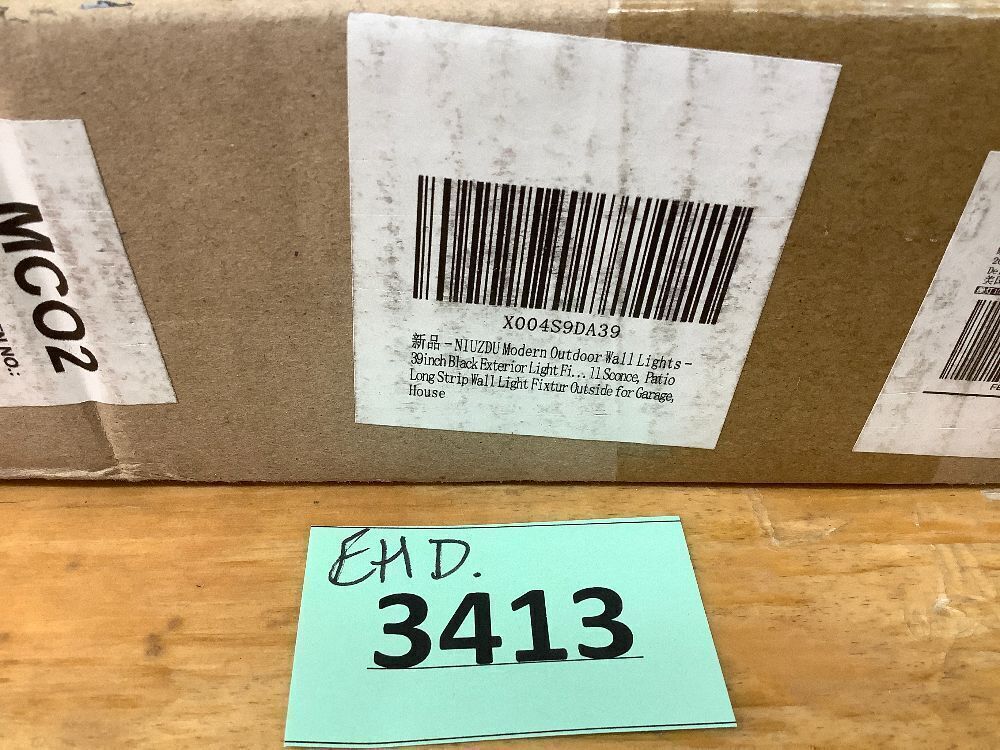 MCO2
NO.:
X004S9DA39
新品 - NIUZDU Modern Outdoor Wall Lights -
39inch Black Exterior Light Fi... ll Sconce, Patio
Long Strip Wall Light Fixtur Outside for Garage,
House
EHD.
3413